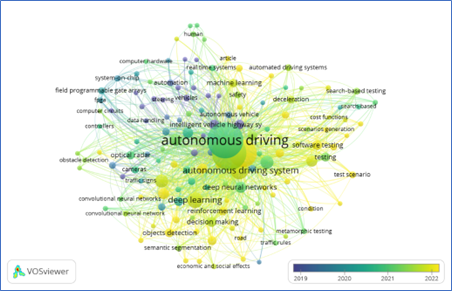 human
computer hardware
article
real time systems
automated driving systems
system-on-chip
automation
machine learning
field programmable gate arrays
safety
search-based testing
fpga
vehicles
deceleration
search-based
computer circuits
autonomous vehicle
cost functions
data handling
controllers
intelligent vehicle highway sy
scenarios generation
autonomous driving
software testing
optical radar
testing
obstacle detection
cameras
autonomous driving system
test scenario
traffic signs
deep neural networks
convolutional neural networks
deep learning
convolutional neural network
reinforcement learning
condition
decision making
objects detection
road
metamorphic testing
semantic segmentation
traffic rules
economic and social effects
VOSviewer
2019 2020 2021 2022